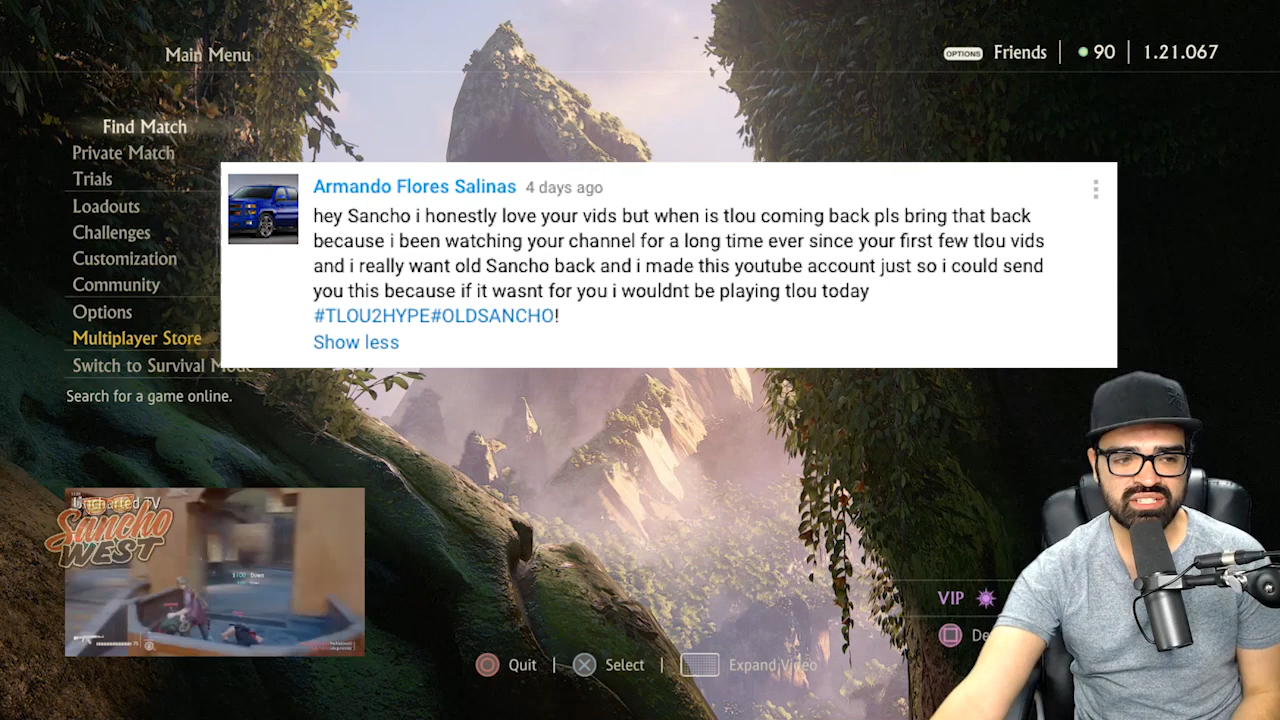 Main Menu
OPTIONS Friends 90 1.21.067
Find Match
Private Match
Trials
Loadouts
Challenges
Customization
Community
Options
Multiplayer Store
Switch to Survival Mode
Search for a game online.
Armando Flores Salinas 4 days ago
hey Sancho i honestly love your vids but when is tlou coming back pls bring that back
because i been watching your channel for a long time ever since your first few tlou vids
and i really want old Sancho back and i made this youtube account just so i could send
you this because if it wasnt for you i wouldnt be playing tlou today
#TLOU2HYPE#OLDSANCHO!
Show less
Uncharted TV
Sancho
WEST
Down
VIP
Quit Select Expand Video